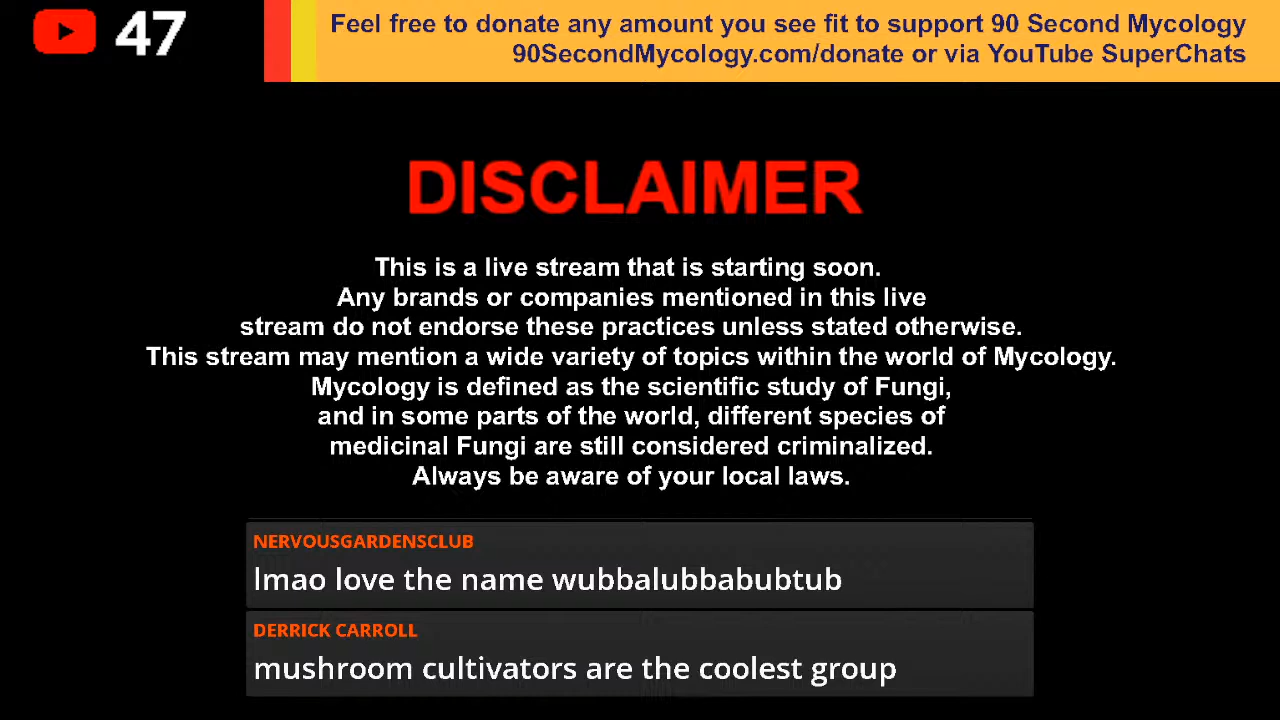 47
Feel free to donate any amount you see fit to support 90 Second Mycology
90SecondMycology.com/donate or via YouTube SuperChats
DISCLAIMER
This is a live stream that is starting soon.
Any brands or companies mentioned in this live
stream do not endorse these practices unless stated otherwise.
This stream may mention a wide variety of topics within the world of Mycology.
Mycology is defined as the scientific study of Fungi,
and in some parts of the world, different species of
medicinal Fungi are still considered criminalized.
Always be aware of your local laws.
NERVOUSGARDENSCLUB
lmao love the name wubbalubbabubtub
DERRICK CARROLL
mushroom cultivators are the coolest group